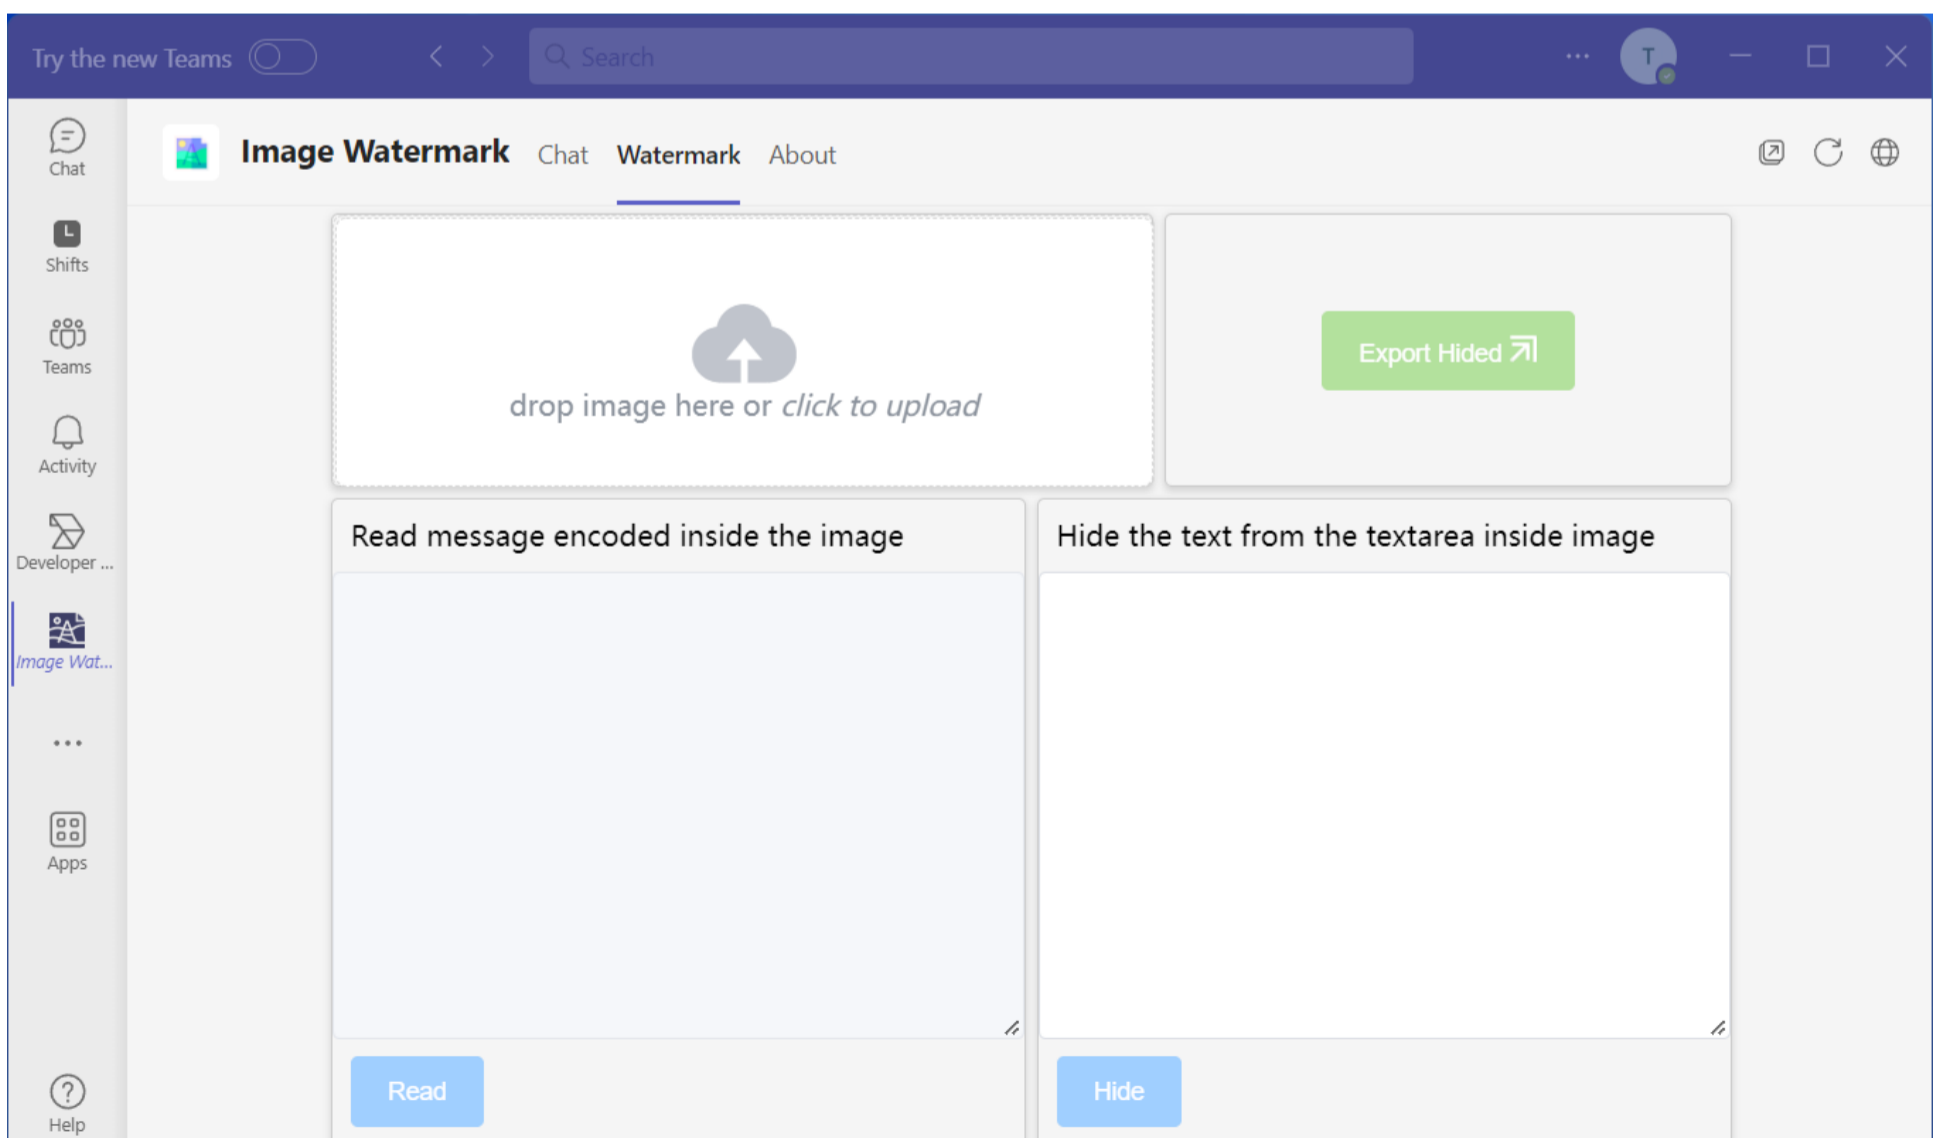 Try the new Teams
Search
T
Chat
Shifts
Teams
Activity
Developer ...
Image Wat...
Apps
Help
Image Watermark Chat Watermark About
drop image here or click to upload
Export Hided
Read message encoded inside the image
Read
Hide the text from the textarea inside image
Hide